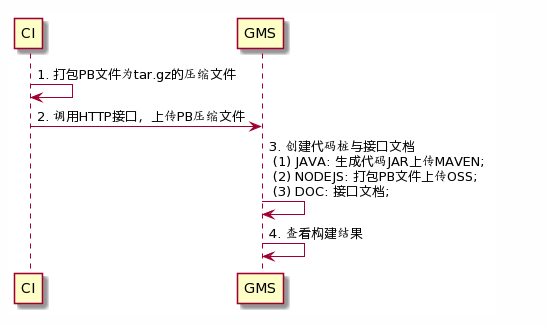 CI
GMS
1. 打包PB文件为tar.gz的压缩文件
2. 调用HTTP接口，上传PB压缩文件
3. 创建代码桩与接口文档
(1) JAVA: 生成代码JAR上传MAVEN;
(2) NODEJS: 打包PB文件上传OSS;
(3) DOC: 接口文档;
4. 查看构建结果
CI
GMS